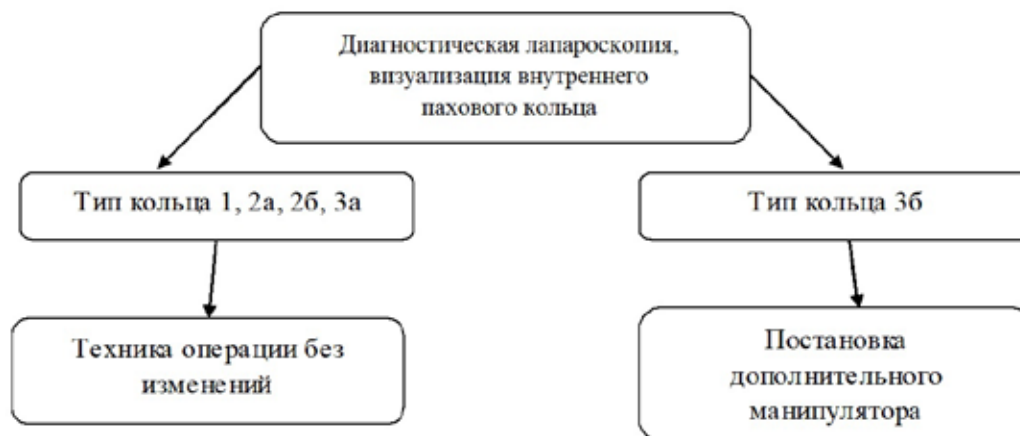 Диагностическая лапароскопия,
визуализация внутреннего
пахового кольца
Тип кольца 1, 2а, 2б, 3а
Тип кольца 3б
Техника операции без
изменений
Постановка
дополнительного
манипулятора